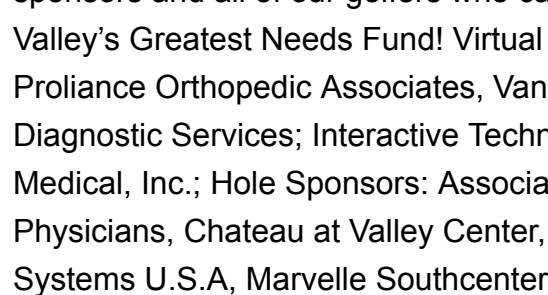 sponsors and all of our golfers who
Valley’s Greatest Needs Fund! Virtual
Proliance Orthopedic Associates, Van
Diagnostic Services; Interactive Techn
Medical, Inc.; Hole Sponsors: Associa
Physicians, Chateau at Valley Center,
Systems U.S.A, Marvelle Southcenter